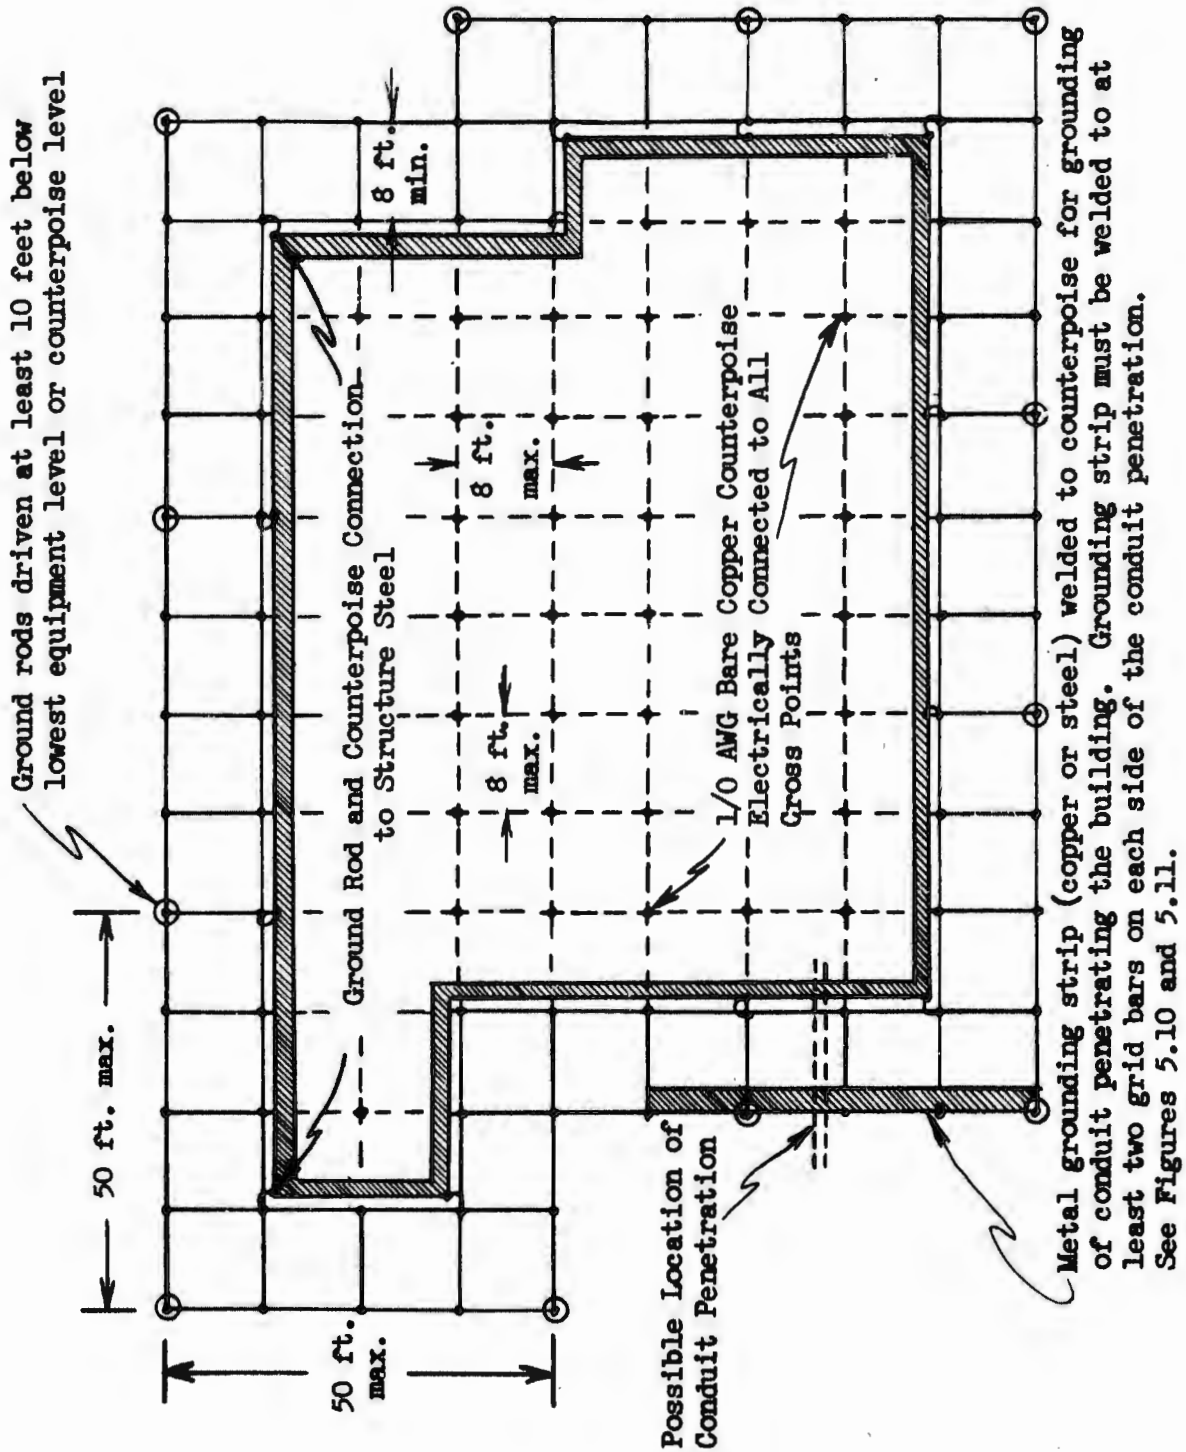 Ground rods driven at least 10 feet below
lowest equipment level or counterpoise level
50 ft. max.
50 ft.
max.
8 ft.
min.
Ground Rod and Counterpoise Connection
to Structure Steel
8 ft.
max.
8 ft.
max.
1/0 AWG Bare Copper Counterpoise
Electrically Connected to All
Cross Points
Possible Location of
Conduit Penetration
Metal grounding strip (copper or steel) welded to counterpoise for grounding
of conduit penetrating the building. Grounding strip must be welded to at
least two grid bars on each side of the conduit penetration.
See Figures 5.10 and 5.11.